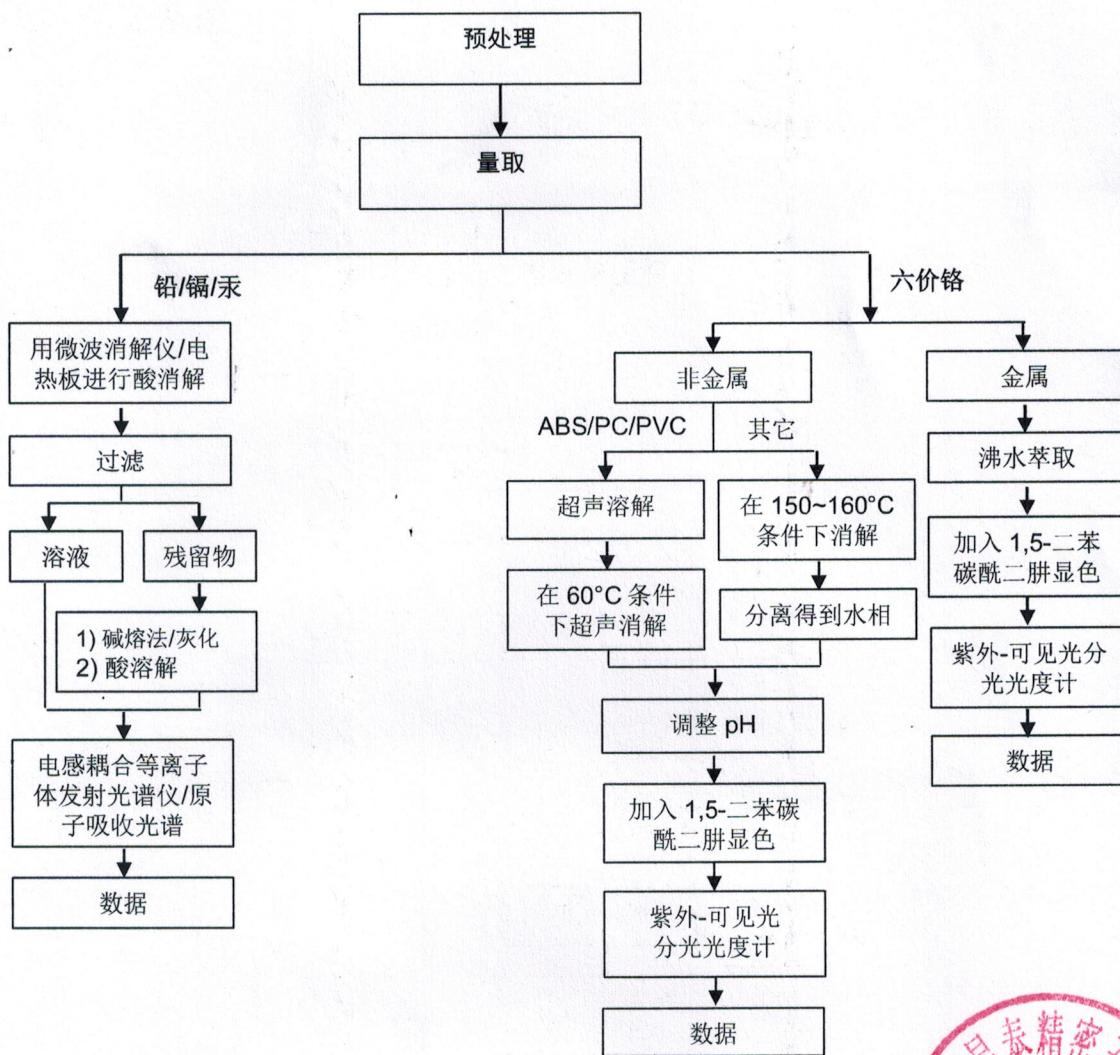 预处理
量取
铅/镉/汞
六价铬
用微波消解仪/电
热板进行酸消解
过滤
溶液
残留物
1) 碱熔法/灰化
2) 酸溶解
电感耦合等离子
体发射光谱仪/原
子吸收光谱
数据
非金属
ABS/PC/PVC
其它
超声溶解
在 60°C 条件
下超声消解
在 150~160°C
条件下消解
分离得到水相
调整 pH
加入 1,5-二苯碳
酰二肼显色
紫外-可见光
分光光度计
数据
金属
沸水萃取
加入 1,5-二苯
碳酰二肼显色
紫外-可见光分
光光度计
数据
精密